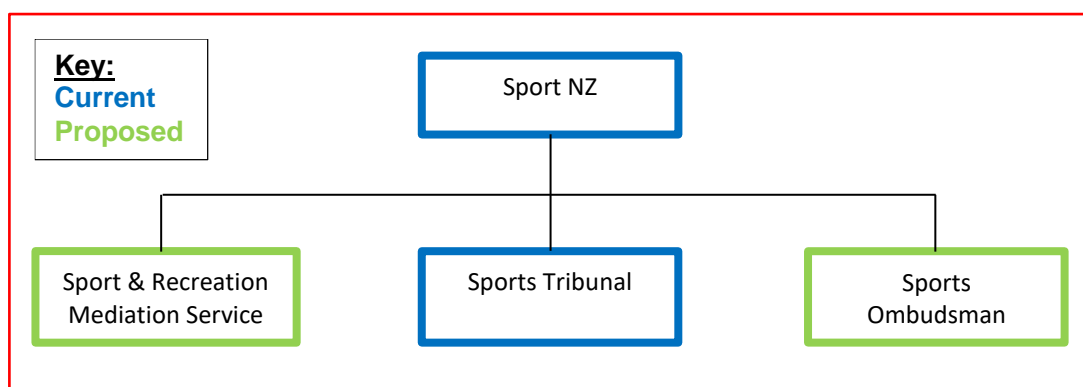 Key:
Current
Proposed
Sport NZ
Sport & Recreation
Mediation Service
Sports Tribunal
Sports
Ombudsman